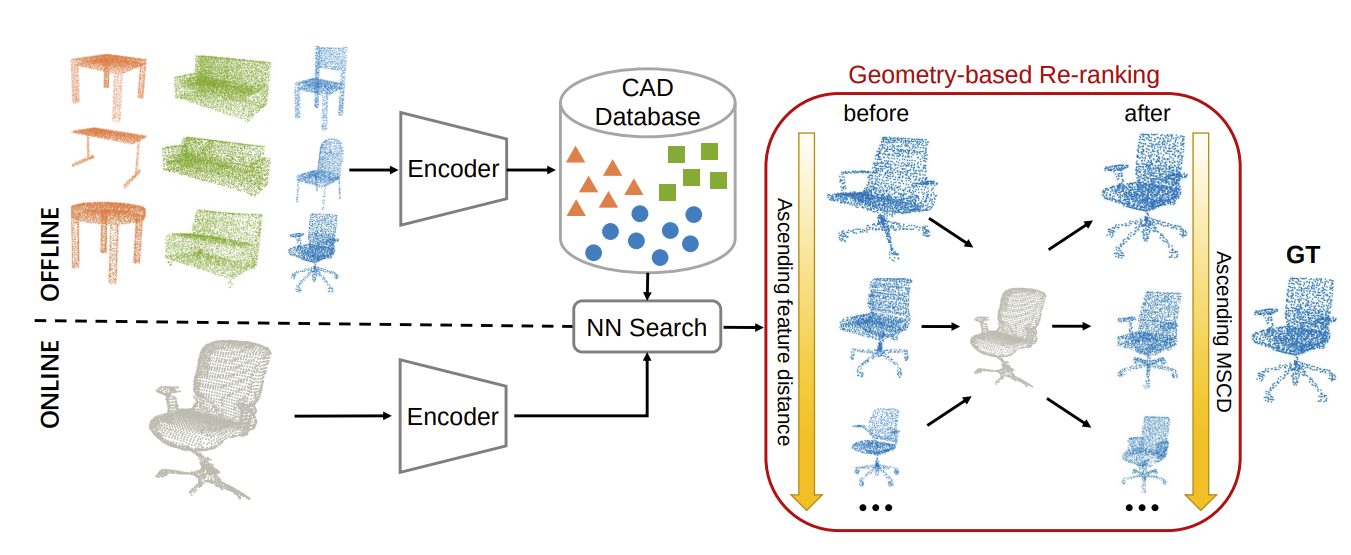 OFFLINE
Encoder
CAD
Database
NN Search
ONLINE
Encoder
Geometry-based Re-ranking
before
after
Ascending feature distance
Ascending MSCD
GT
•••
•••